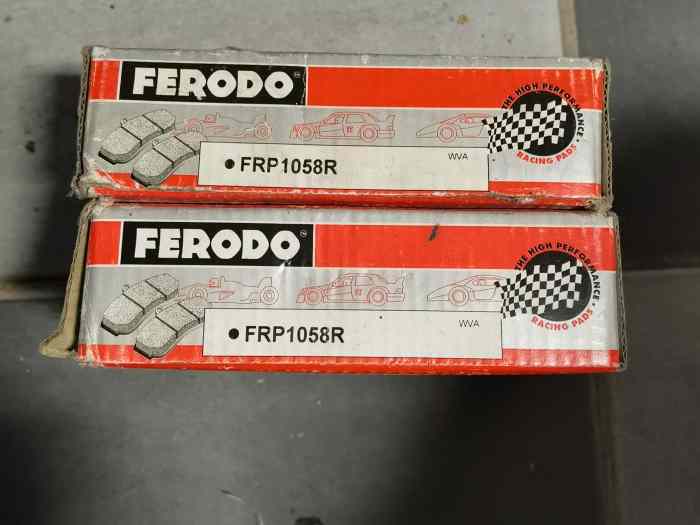 FERODO
THE HIGH PERFORMANCE
RACING PADS
WVA
• FRP1058R
FERODO
THE HIGH PERFORMANCE
RACING PADS
WVA
• FRP1058R